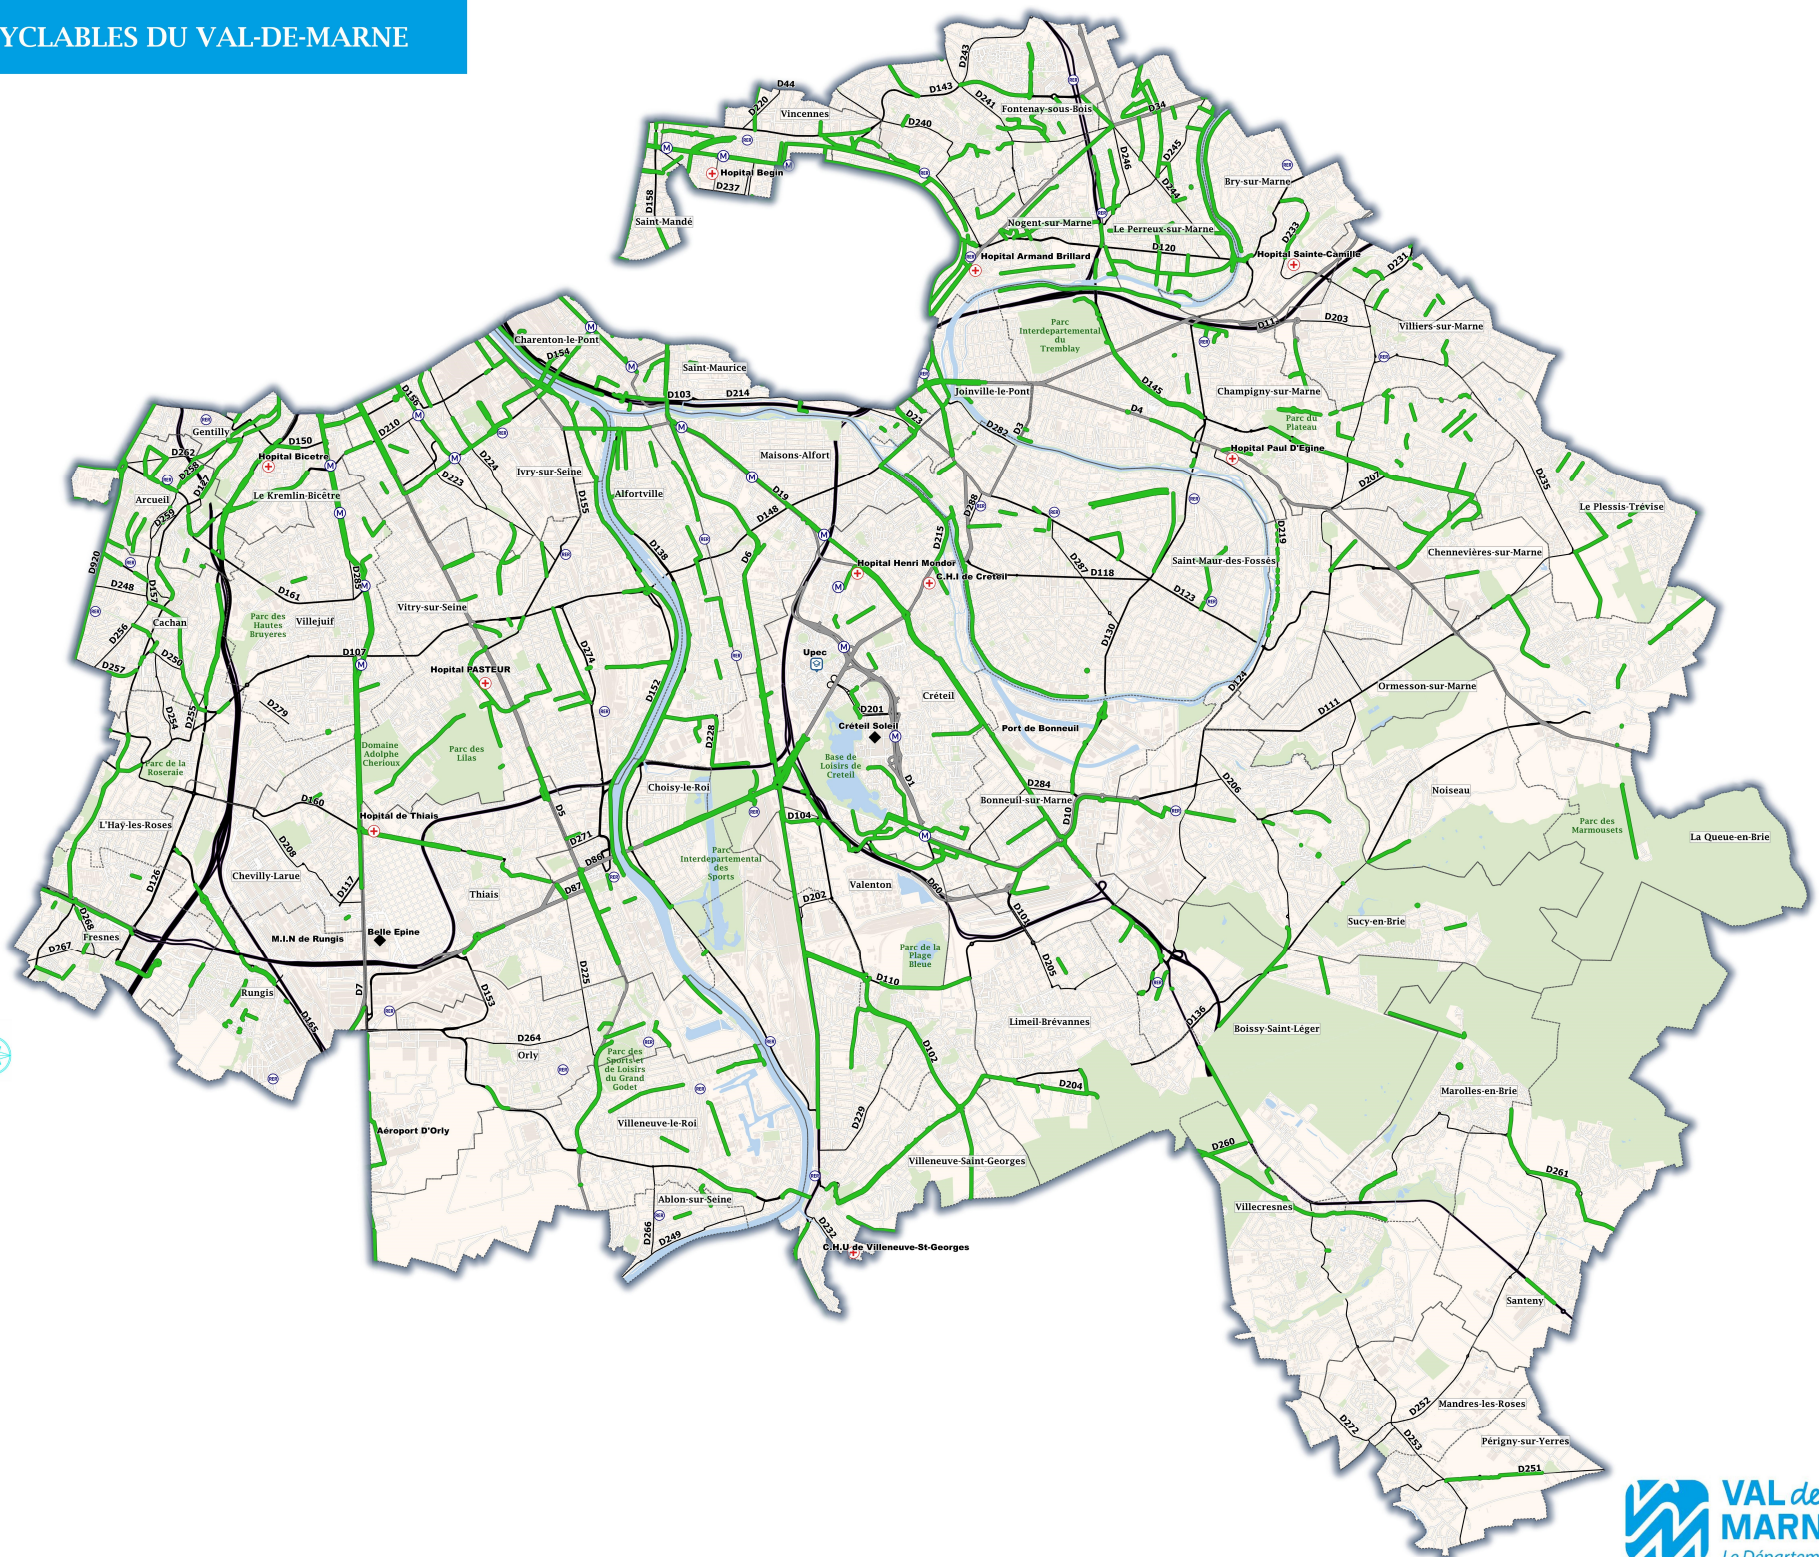 YCLABLES DU VAL-DE-MARNE
D243
D44
D143
D220
D241
Fontenay-sous-Bois
D34
Vincennes
D240
D246
D245
Hopital Begin
D237
D158
Saint-Mandé
D244
Bry-sur-Marne
Nogent-sur-Marne
Le Perreux-sur-Marne
D233
D120
Hopital Armand Brillard
Hopital Sainte-Camille
D231
Parc
Interdepartemental
du
Tremblay
D11
D203
Villiers-sur-Marne
Charenton-le-Pont
D154
Saint-Maurice
D103
D214
Joinville-le-Pont
D145
Champigny-sur-Marne
D156
D4
D23
Parc du
Plateau
Gentilly
D210
D282
D3
D150
D262
Hopital Bicetre
D258
Maisons-Alfort
Hopital Paul D'Egine
D224
D223
Ivry-sur-Seine
D127
Le Kremlin-Bicêtre
Arcueil
Alfortville
D19
D207
D235
D155
D288
Le Plessis-Trévise
D259
D148
D215
D219
D920
D138
D6
Chennevières-sur-Marne
Hopital Henri Mondor
C.H.I de Creteil
D287
D118
Saint-Maur-des-Fossés
D248
D157
D285
D161
D123
Vitry-sur-Seine
Parc des
Hautes
Bruyeres
Villejuif
Cachan
D256
D130
D107
D274
Upec
D250
D257
Hopital PASTEUR
D152
Créteil
D124
Ormesson-sur-Marne
D279
D254
D255
D201
D111
Créteil Soleil
Port de Bonneuil
D228
Domaine
Adolphe
Cherioux
Parc des
Lilas
Parc de la
Roseraie
Base de
Loisirs de
Creteil
D1
D284
D206
Choisy-le-Roi
Noiseau
D160
D5
Bonneuil-sur-Marne
D10
Hopital de Thiais
D104
L'Haÿ-les-Roses
Parc des
Marmousets
La Queue-en-Brie
D208
D271
D86
Parc
Interdepartemental
des
Sports
D126
Chevilly-Larue
D117
Thiais
D87
Valenton
D60
D202
D101
Sucy-en-Brie
D268
Fresnes
D267
M.I.N de Rungis
Belle Epine
Parc de la
Plage
Bleue
D205
D225
D110
D7
D153
Rungis
D165
D136
Limeil-Brévannes
Boissy-Saint-Léger
D264
Orly
D102
Parc des
Sports et
de Loisirs
du Grand
Godet
D204
Marolles-en-Brie
D229
Villeneuve-le-Roi
Aéroport D'Orly
D260
Villeneuve-Saint-Georges
D261
Ablon-sur-Seine
Villecresnes
D266
D249
D232
C.H.U de Villeneuve-St-Georges
Santeny
D252
Mandres-les-Roses
D272
D253
Périgny-sur-Yerres
D251
VAL de
MARN
Le Départem